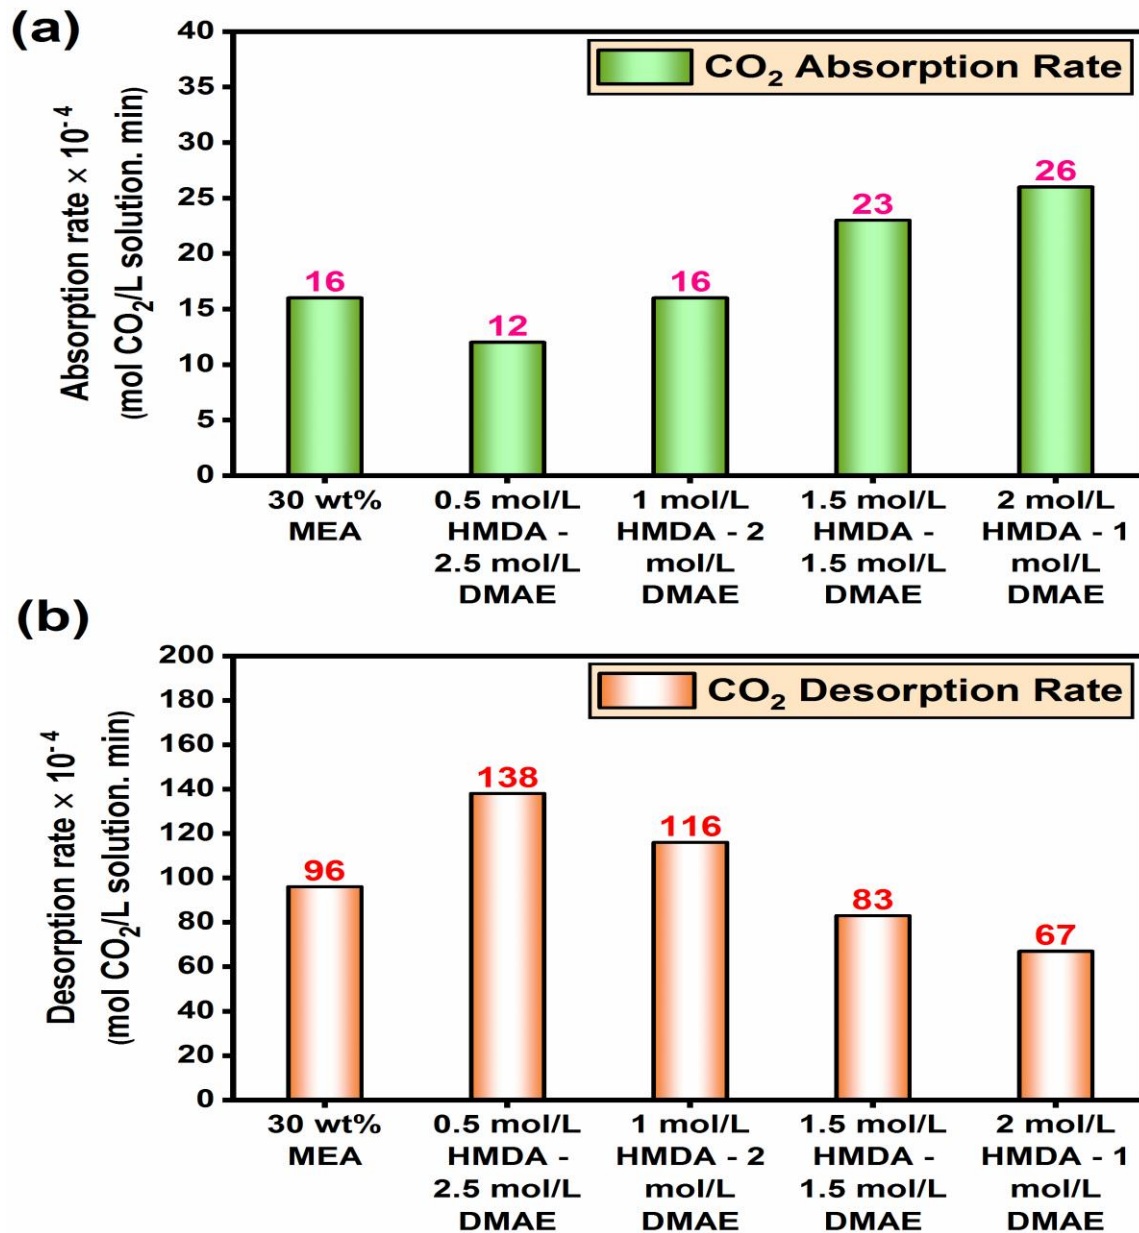 (a)
Absorption rate × 10⁻⁴
(mol CO₂/L solution. min)
40
35
30
25
20
15
10
5
0
CO₂ Absorption Rate
16
12
16
23
26
30 wt%
MEA
0.5 mol/L
HMDA -
2.5 mol/L
DMAE
1 mol/L
HMDA - 2
mol/L
DMAE
1.5 mol/L
HMDA -
1.5 mol/L
DMAE
2 mol/L
HMDA - 1
mol/L
DMAE
(b)
Desorption rate × 10⁻⁴
(mol CO₂/L solution. min)
200
180
160
140
120
100
80
60
40
20
0
CO₂ Desorption Rate
96
138
116
83
67
30 wt%
MEA
0.5 mol/L
HMDA -
2.5 mol/L
DMAE
1 mol/L
HMDA - 2
mol/L
DMAE
1.5 mol/L
HMDA -
1.5 mol/L
DMAE
2 mol/L
HMDA - 1
mol/L
DMAE